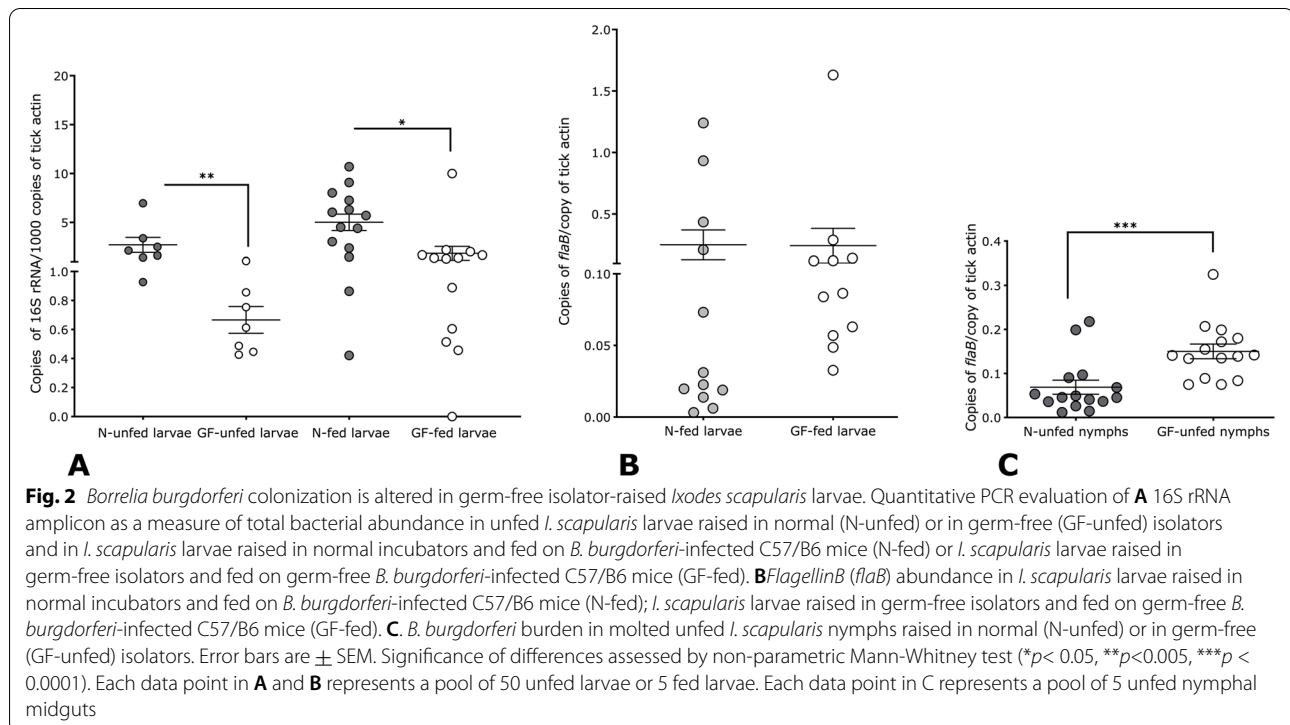 20
15
10
5
1.0
0.8
0.6
0.4
0.2
0.0
Copies of 16S rRNA/1000 copies of tick actin
**
*
N-unfed larvae GF-unfed larvae N-fed larvae GF-fed larvae
A
2.0
1.5
1.0
0.5
0.10
0.05
0.00
Copies of flaB/copy of tick actin
N-fed larvae GF-fed larvae
B
0.4
0.3
0.2
0.1
0.0
Copies of flaB/copy of tick actin
***
N-unfed nymphs GF-unfed nymphs
C
Fig. 2 Borrelia burgdorferi colonization is altered in germ-free isolator-raised Ixodes scapularis larvae. Quantitative PCR evaluation of A 16S rRNA
amplicon as a measure of total bacterial abundance in unfed I. scapularis larvae raised in normal (N-unfed) or in germ-free (GF-unfed) isolators
and in I. scapularis larvae raised in normal incubators and fed on B. burgdorferi-infected C57/B6 mice (N-fed) or I. scapularis larvae raised in
germ-free isolators and fed on germ-free B. burgdorferi-infected C57/B6 mice (GF-fed). BFlagellinB (flaB) abundance in I. scapularis larvae raised in
normal incubators and fed on B. burgdorferi-infected C57/B6 mice (N-fed); I. scapularis larvae raised in germ-free isolators and fed on germ-free B.
burgdorferi-infected C57/B6 mice (GF-fed). C. B. burgdorferi burden in molted unfed I. scapularis nymphs raised in normal (N-unfed) or in germ-free
(GF-unfed) isolators. Error bars are ± SEM. Significance of differences assessed by non-parametric Mann-Whitney test (*p< 0.05, **p<0.005, ***p <
0.0001). Each data point in A and B represents a pool of 50 unfed larvae or 5 fed larvae. Each data point in C represents a pool of 5 unfed nymphal
midguts